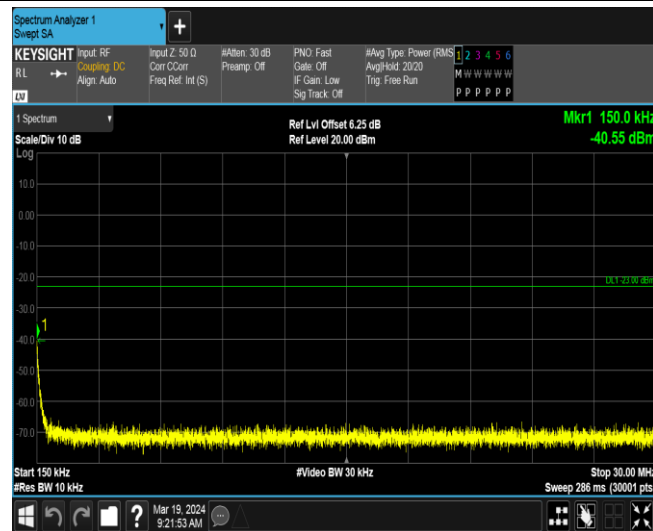 Spectrum Analyzer 1
Swept SA
+
KEYSIGHT
RL
LXI
Input: RF
Coupling: DC
Align: Auto
Input Z: 50 Ω
Corr CCorr
Freq Ref: Int (S)
#Atten: 30 dB
Preamp: Off
PNO: Fast
Gate: Off
IF Gain: Low
Sig Track: Off
#Avg Type: Power (RMS
Avg|Hold: 20/20
Trig: Free Run
1 2 3 4 5 6
M W W W W W
P P P P P P
1 Spectrum
Scale/Div 10 dB
Log
Ref Lvl Offset 6.25 dB
Ref Level 20.00 dBm
Mkr1 150.0 kHz
-40.55 dBm
10.0
0.00
-10.0
-20.0
DL1 -23.00 dBm
-30.0
1
-40.0
-50.0
-60.0
-70.0
Start 150 kHz
#Video BW 30 kHz
Stop 30.00 MHz
#Res BW 10 kHz
Sweep 286 ms (30001 pts
?
Mar 19, 2024
9:21:53 AM